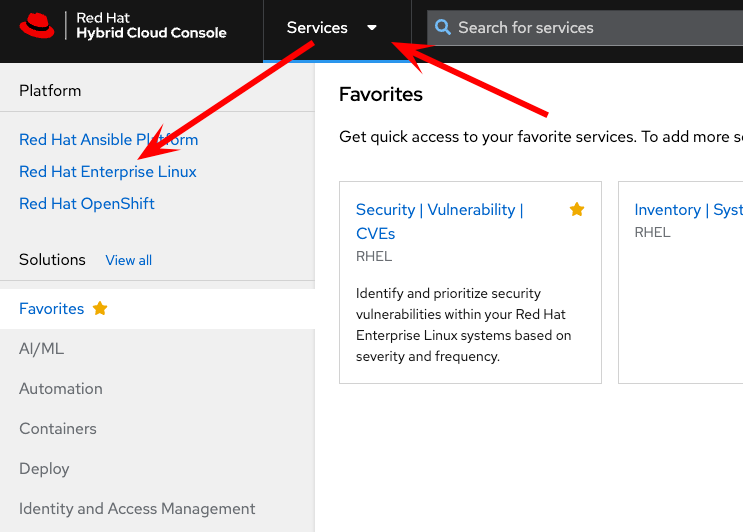 Red Hat
Hybrid Cloud Console
Services
Search for services
Platform
Red Hat Ansible Platform
Red Hat Enterprise Linux
Red Hat OpenShift
Solutions View all
Favorites
AI/ML
Automation
Containers
Deploy
Identity and Access Management
Favorites
Get quick access to your favorite services. To add more s
Security | Vulnerability |
CVEs
RHEL
Identify and prioritize security
vulnerabilities within your Red Hat
Enterprise Linux systems based on
severity and frequency.
Inventory | Syst
RHEL